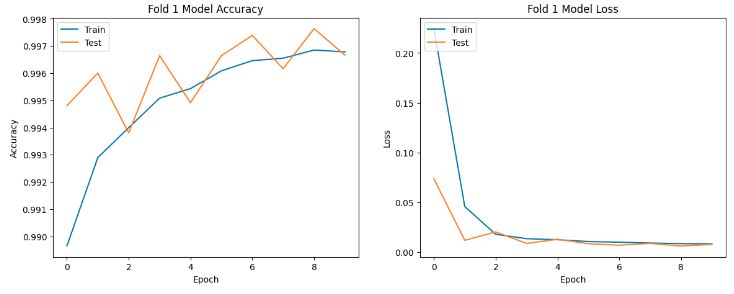 Fold 1 Model Accuracy
Train
Test
0.998
0.997
0.996
0.995
0.994
0.993
0.992
0.991
0.990
Accuracy
0 2 4 6 8
Epoch
Fold 1 Model Loss
Train
Test
0.20
0.15
0.10
0.05
0.00
Loss
0 2 4 6 8
Epoch